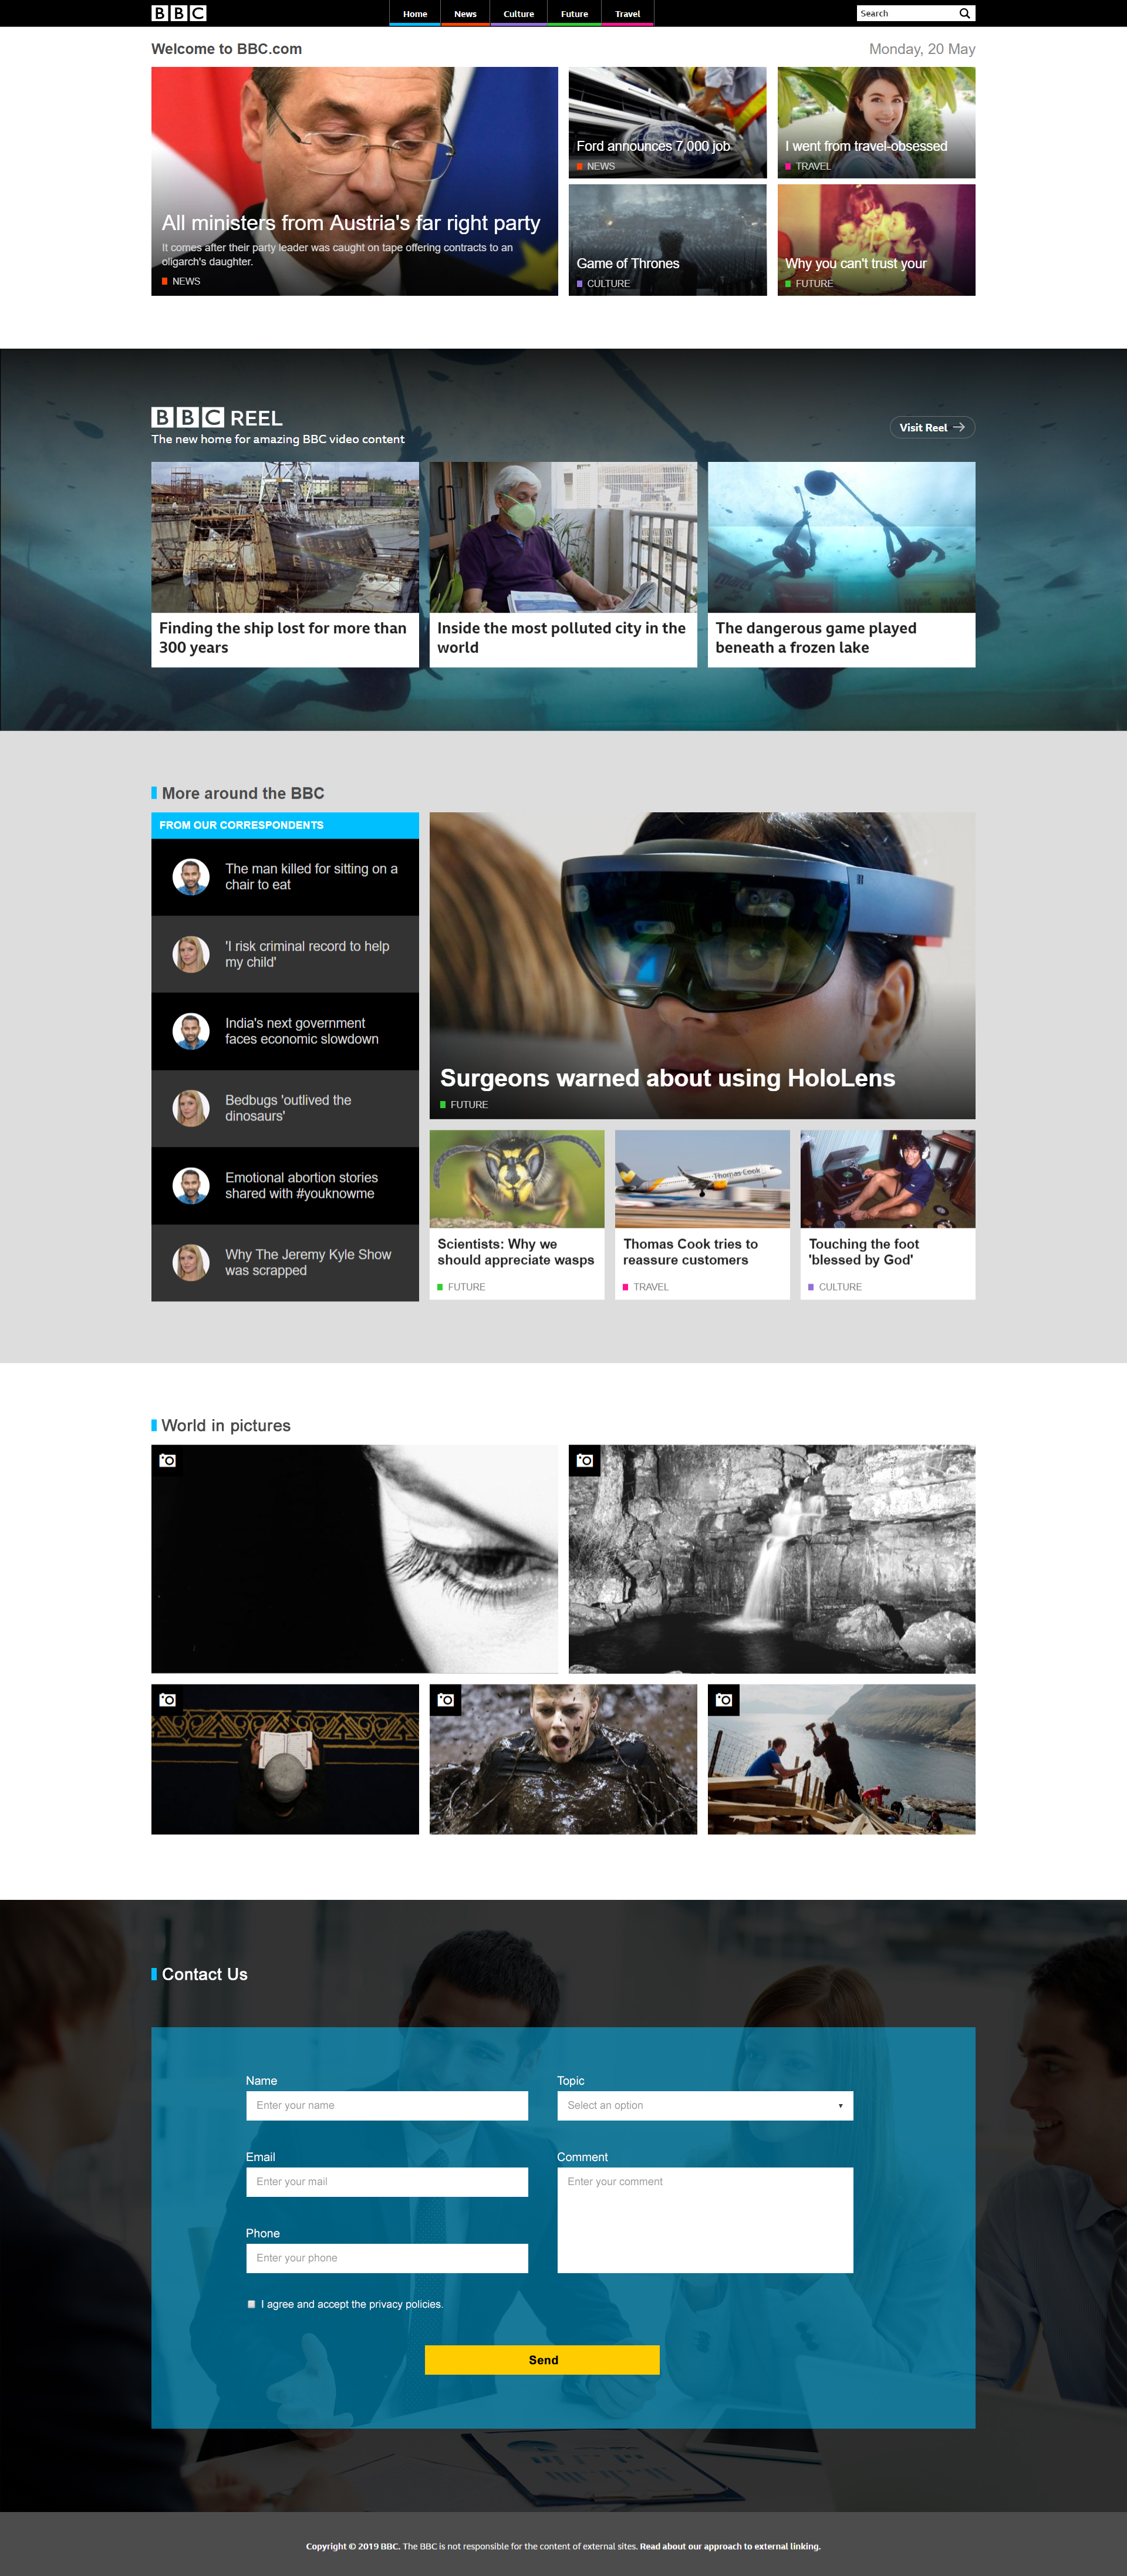 BBC
Home News Culture Future Travel
Search
Welcome to BBC.com
Monday, 20 May
All ministers from Austria's far right party
It comes after their party leader was caught on tape offering contracts to an
oligarch's daughter.
NEWS
Ford announces 7,000 job
NEWS
I went from travel-obsessed
TRAVEL
Game of Thrones
CULTURE
Why you can't trust your
FUTURE
BBC REEL
The new home for amazing BBC video content
Visit Reel
Finding the ship lost for more than
300 years
Inside the most polluted city in the
world
The dangerous game played
beneath a frozen lake
More around the BBC
FROM OUR CORRESPONDENTS
The man killed for sitting on a
chair to eat
'I risk criminal record to help
my child'
India's next government
faces economic slowdown
Bedbugs 'outlived the
dinosaurs'
Emotional abortion stories
shared with #youknowme
Why The Jeremy Kyle Show
was scrapped
Surgeons warned about using HoloLens
FUTURE
Thomas Cook
Scientists: Why we
should appreciate wasps
FUTURE
Thomas Cook tries to
reassure customers
TRAVEL
Touching the foot
'blessed by God'
CULTURE
World in pictures
Contact Us
Name
Enter your name
Topic
Select an option
Email
Enter your mail
Comment
Enter your comment
Phone
Enter your phone
I agree and accept the privacy policies.
Send
Copyright © 2019 BBC. The BBC is not responsible for the content of external sites. Read about our approach to external linking.